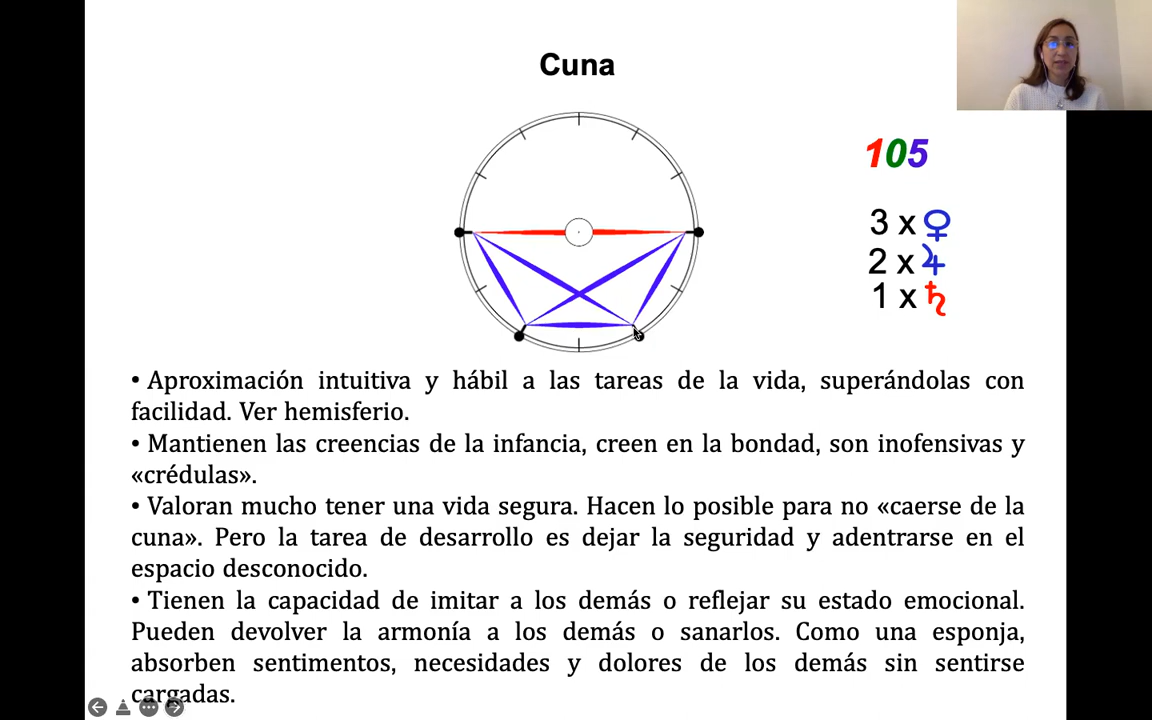 Cuna
105
3 x ♀
2 x ♃
1 x ♄
• Aproximación intuitiva y hábil a las tareas de la vida, superándolas con
facilidad. Ver hemisferio.
• Mantienen las creencias de la infancia, creen en la bondad, son inofensivas y
«crédulas».
• Valoran mucho tener una vida segura. Hacen lo posible para no «caerse de la
cuna». Pero la tarea de desarrollo es dejar la seguridad y adentrarse en el
espacio desconocido.
• Tienen la capacidad de imitar a los demás o reflejar su estado emocional.
Pueden devolver la armonía a los demás o sanarlos. Como una esponja,
absorben sentimentos, necesidades y dolores de los demás sin sentirse
cargadas.